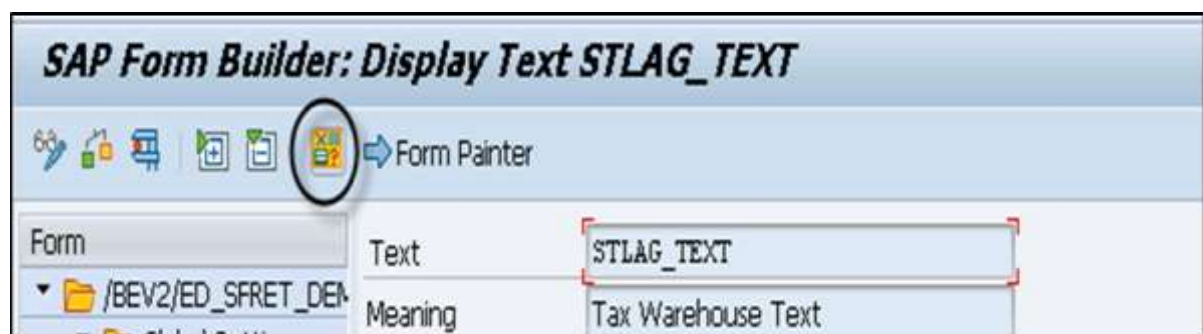 SAP Form Builder: Display Text STLAG_TEXT
Form Painter
Form
Text STLAG_TEXT
/BEV2/ED_SFRET_DEM
Meaning Tax Warehouse Text